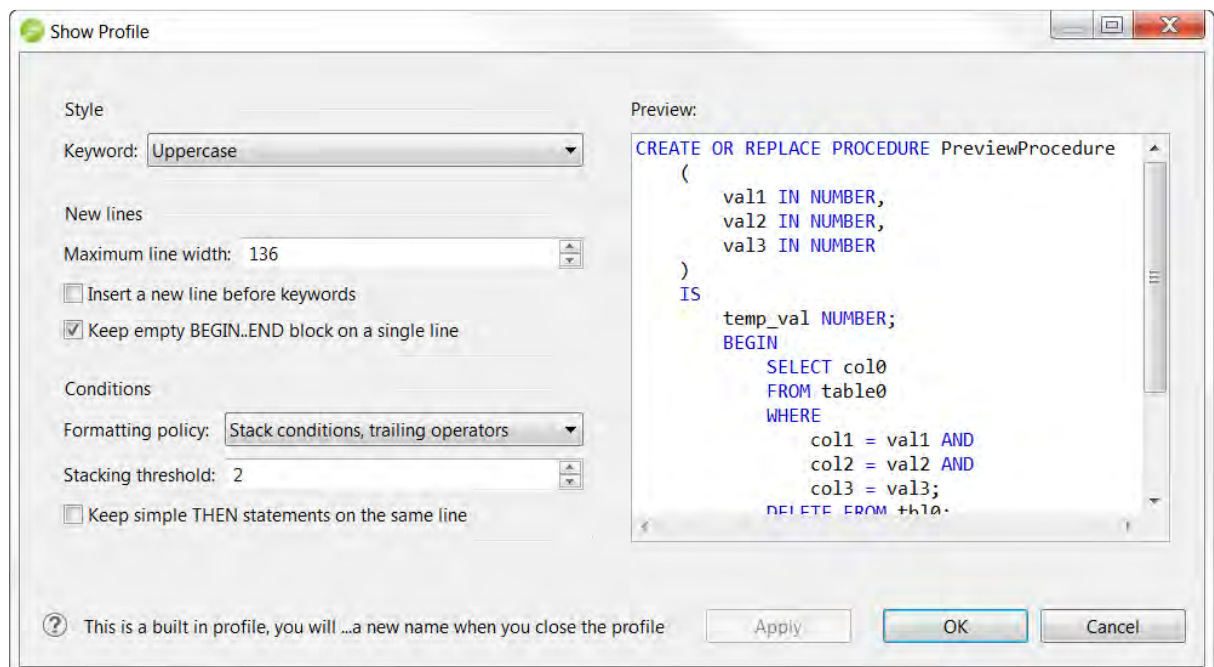 Show Profile
Style
Keyword: Uppercase
New lines
Maximum line width: 136
Insert a new line before keywords
Keep empty BEGIN..END block on a single line
Conditions
Formatting policy: Stack conditions, trailing operators
Stacking threshold: 2
Keep simple THEN statements on the same line
Preview:
CREATE OR REPLACE PROCEDURE PreviewProcedure
(
val1 IN NUMBER,
val2 IN NUMBER,
val3 IN NUMBER
)
IS
temp_val NUMBER;
BEGIN
SELECT col0
FROM table0
WHERE
col1 = val1 AND
col2 = val2 AND
col3 = val3;
DELETE FROM tbl0;
This is a built in profile, you will ...a new name when you close the profile
Apply
OK
Cancel